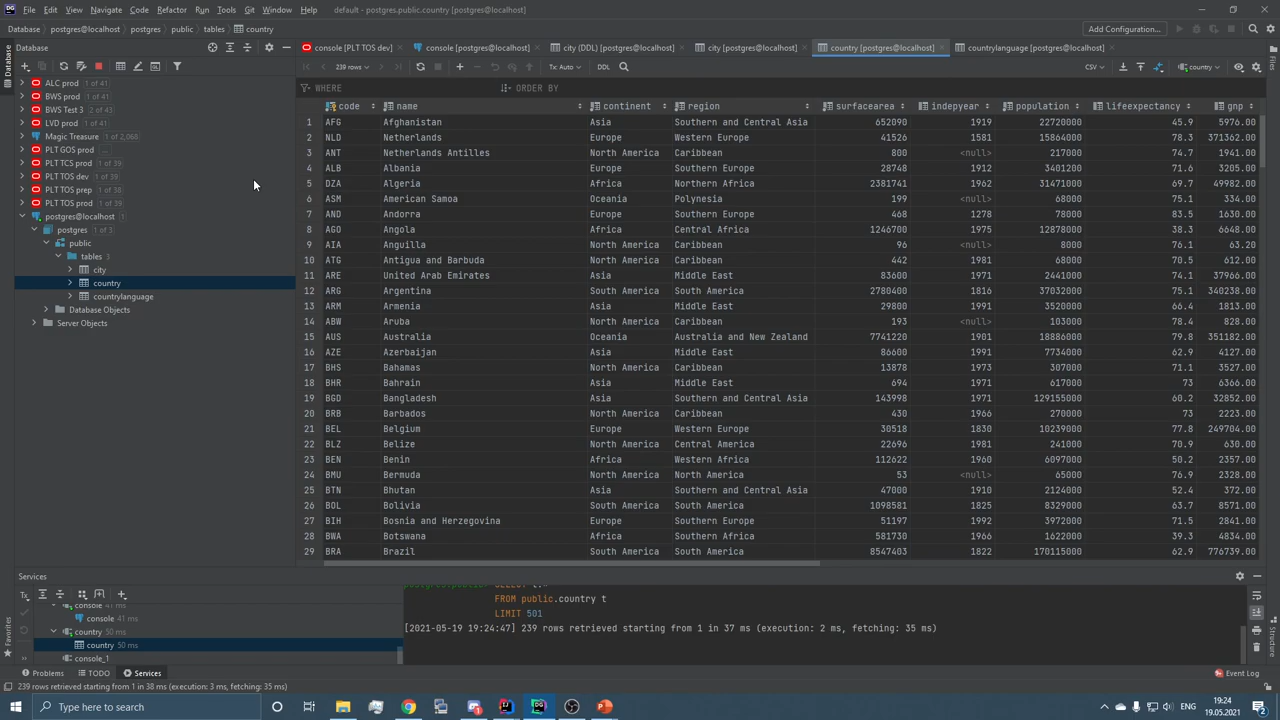 File Edit View Navigate Code Refactor Run Tools Git Window Help default - postgres.public.country
Database postgres@localhost postgres public tables country
Add Configuration...
Database
console [PLT TOS dev] console [postgres@localhost] city (DDL) [postgres@localhost] city [postgres@localhost] country [postgres@localhost] countrylanguage [postgres@localhost]
239 rows Tx: Auto DDL CSV country
WHERE ORDER BY
ALC prod 1 of 41
BWS prod 1 of 41
BWS Test 3 2 of 43
LVD prod 1 of 41
Magic Treasure 1 of 2,068
PLT GOS prod ...
PLT TCS prod 1 of 39
PLT TOS dev 1 of 39
PLT TOS prep 1 of 38
PLT TOS prod 1 of 39
postgres@localhost 1
postgres 1 of 3
public
tables 3
city
country
countrylanguage
Database Objects
Server Objects
code name continent region surfacearea indepyear population lifeexpectancy gnp
1 AFG Afghanistan Asia Southern and Central Asia 652090 1919 22720000 45.9 5976.00
2 NLD Netherlands Europe Western Europe 41526 1581 15864000 78.3 371362.00
3 ANT Netherlands Antilles North America Caribbean 800 <null> 217000 74.7 1941.00
4 ALB Albania Europe Southern Europe 28748 1912 3401200 71.6 3205.00
5 DZA Algeria Africa Northern Africa 2381741 1962 31471000 69.7 49982.00
6 ASM American Samoa Oceania Polynesia 199 <null> 68000 75.1 334.00
7 AND Andorra Europe Southern Europe 468 1278 78000 83.5 1630.00
8 AGO Angola Africa Central Africa 1246700 1975 12878000 38.3 6648.00
9 AIA Anguilla North America Caribbean 96 <null> 8000 76.1 63.20
10 ATG Antigua and Barbuda North America Caribbean 442 1981 68000 70.5 612.00
11 ARE United Arab Emirates Asia Middle East 83600 1971 2441000 74.1 37966.00
12 ARG Argentina South America South America 2780400 1816 37032000 75.1 340238.00
13 ARM Armenia Asia Middle East 29800 1991 3520000 66.4 1813.00
14 ABW Aruba North America Caribbean 193 <null> 103000 78.4 828.00
15 AUS Australia Oceania Australia and New Zealand 7741220 1901 18886000 79.8 351182.00
16 AZE Azerbaijan Asia Middle East 86600 1991 7734000 62.9 4127.00
17 BHS Bahamas North America Caribbean 13878 1973 307000 71.1 3527.00
18 BHR Bahrain Asia Middle East 694 1971 617000 73 6366.00
19 BGD Bangladesh Asia Southern and Central Asia 143998 1971 129155000 60.2 32852.00
20 BRB Barbados North America Caribbean 430 1966 270000 73 2223.00
21 BEL Belgium Europe Western Europe 30518 1830 10239000 77.8 249704.00
22 BLZ Belize North America Central America 22696 1981 241000 70.9 630.00
23 BEN Benin Africa Western Africa 112622 1960 6097000 50.2 2357.00
24 BMU Bermuda North America North America 53 <null> 65000 76.9 2328.00
25 BTN Bhutan Asia Southern and Central Asia 47000 1910 2124000 52.4 372.00
26 BOL Bolivia South America South America 1098581 1825 8329000 63.7 8571.00
27 BIH Bosnia and Herzegovina Europe Southern Europe 51197 1992 3972000 71.5 2841.00
28 BWA Botswana Africa Southern Africa 581730 1966 1622000 39.3 4834.00
29 BRA Brazil South America South America 8547403 1822 170115000 62.9 776739.00
Database
Files
Favorites
Structure
Services
Tx
console 41 ms
console 41 ms
country 50 ms
country 50 ms
console_1
FROM public.country t
LIMIT 501
[2021-05-19 19:24:47] 239 rows retrieved starting from 1 in 37 ms (execution: 2 ms, fetching: 35 ms)
Problems TODO Services Event Log
239 rows retrieved starting from 1 in 38 ms (execution: 3 ms, fetching: 35 ms)
Type here to search
ENG
19:24
19.05.2021
2